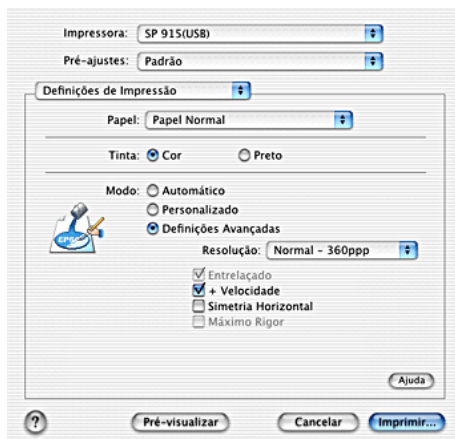 Impressora: SP 915(USB)
Pré-ajustes: Padrão
Definições de Impressão
Papel: Papel Normal
Tinta: Cor Preto
Modo: Automático
Personalizado
Definições Avançadas
Resolução: Normal – 360ppp
Entrelaçado
+ Velocidade
Simetria Horizontal
Máximo Rigor
EPSON
Ajuda
? Pré-visualizar Cancelar Imprimir...